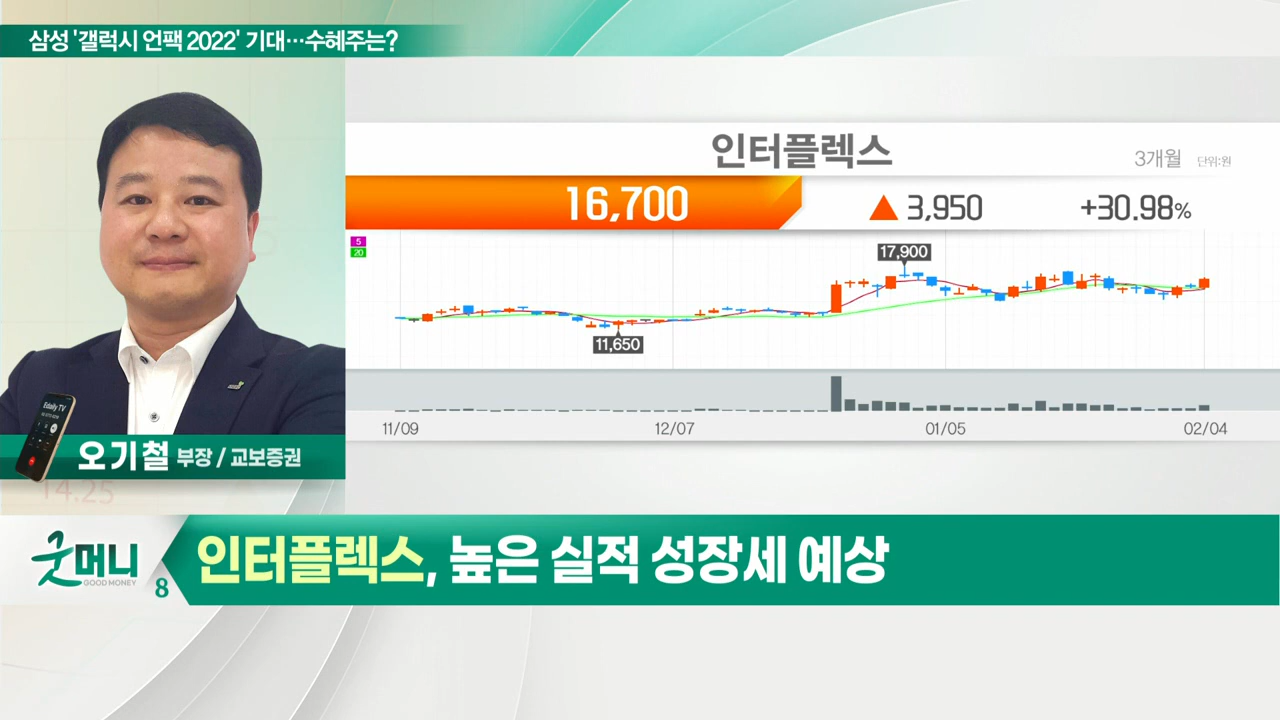 삼성 '갤럭시 언팩 2022' 기대…수혜주는?
인터플렉스
3개월 단위:원
16,700 ▲ 3,950 +30.98%
5
20
17,900
11,650
11/09 12/07 01/05 02/04
Edaily TV
오기철 부장 / 교보증권
14.25
굿머니
GOOD MONEY
8
인터플렉스, 높은 실적 성장세 예상